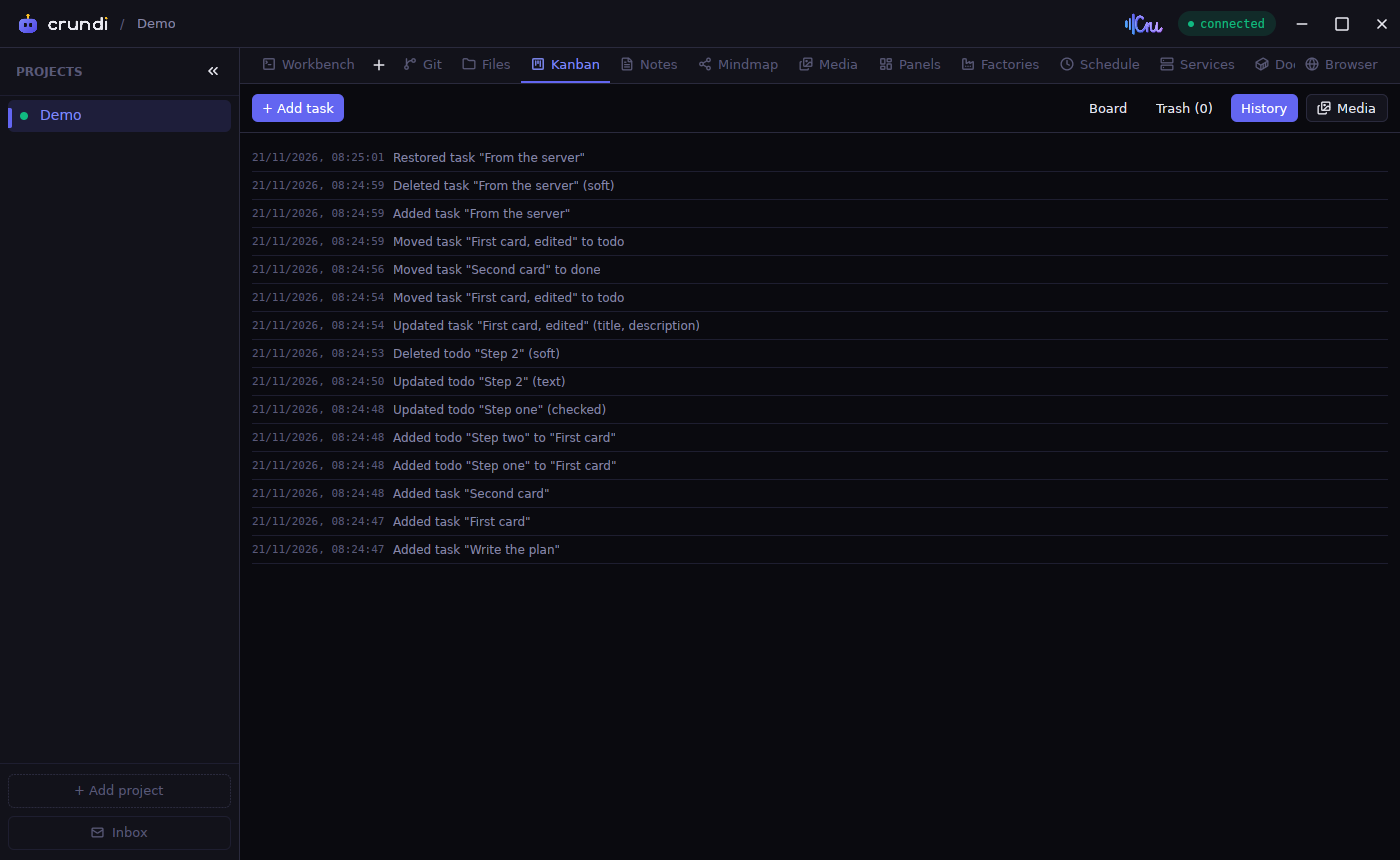 crundi / Demo
Cru
connected
PROJECTS
Workbench + Git Files Kanban Notes Mindmap Media Panels Factories Schedule Services Doc Browser
Demo
+ Add task
Board Trash (0) History Media
21/11/2026, 08:25:01 Restored task "From the server"
21/11/2026, 08:24:59 Deleted task "From the server" (soft)
21/11/2026, 08:24:59 Added task "From the server"
21/11/2026, 08:24:59 Moved task "First card, edited" to todo
21/11/2026, 08:24:56 Moved task "Second card" to done
21/11/2026, 08:24:54 Moved task "First card, edited" to todo
21/11/2026, 08:24:54 Updated task "First card, edited" (title, description)
21/11/2026, 08:24:53 Deleted todo "Step 2" (soft)
21/11/2026, 08:24:50 Updated todo "Step 2" (text)
21/11/2026, 08:24:48 Updated todo "Step one" (checked)
21/11/2026, 08:24:48 Added todo "Step two" to "First card"
21/11/2026, 08:24:48 Added todo "Step one" to "First card"
21/11/2026, 08:24:48 Added task "Second card"
21/11/2026, 08:24:47 Added task "First card"
21/11/2026, 08:24:47 Added task "Write the plan"
+ Add project
Inbox